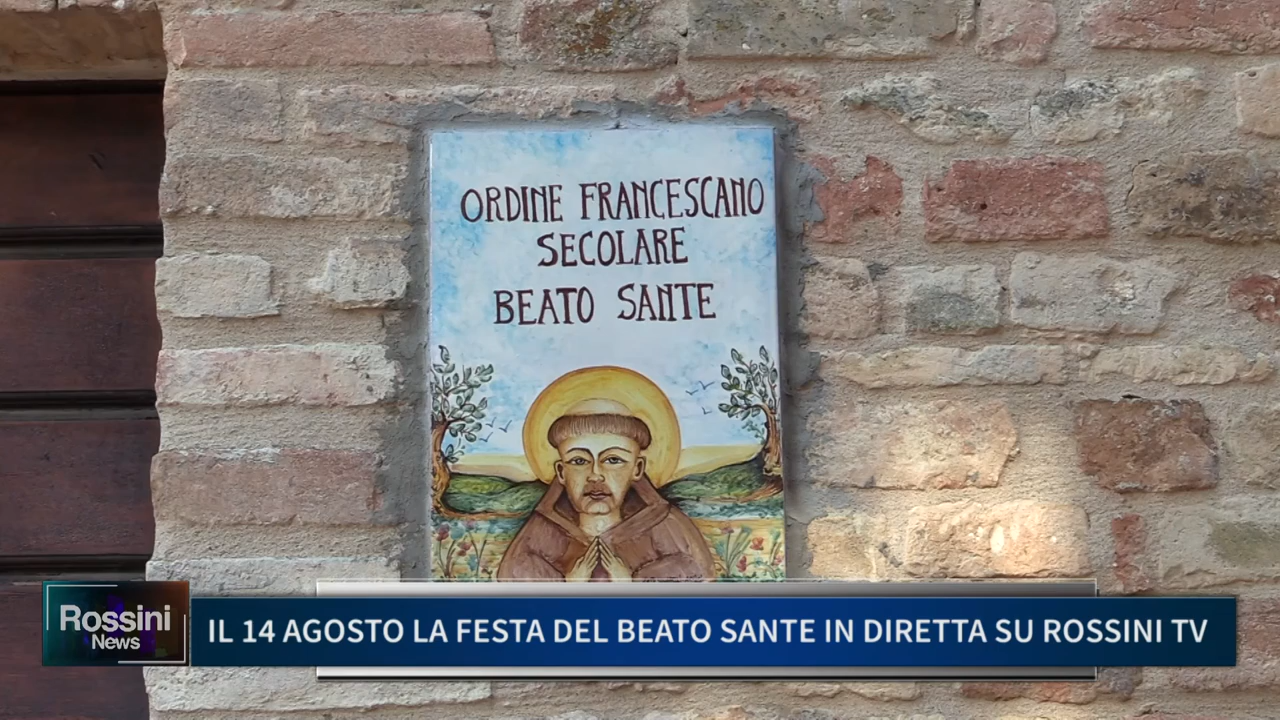 ORDINE FRANCESCANO
SECOLARE
BEATO SANTE
Rossini
News
IL 14 AGOSTO LA FESTA DEL BEATO SANTE IN DIRETTA SU ROSSINI TV